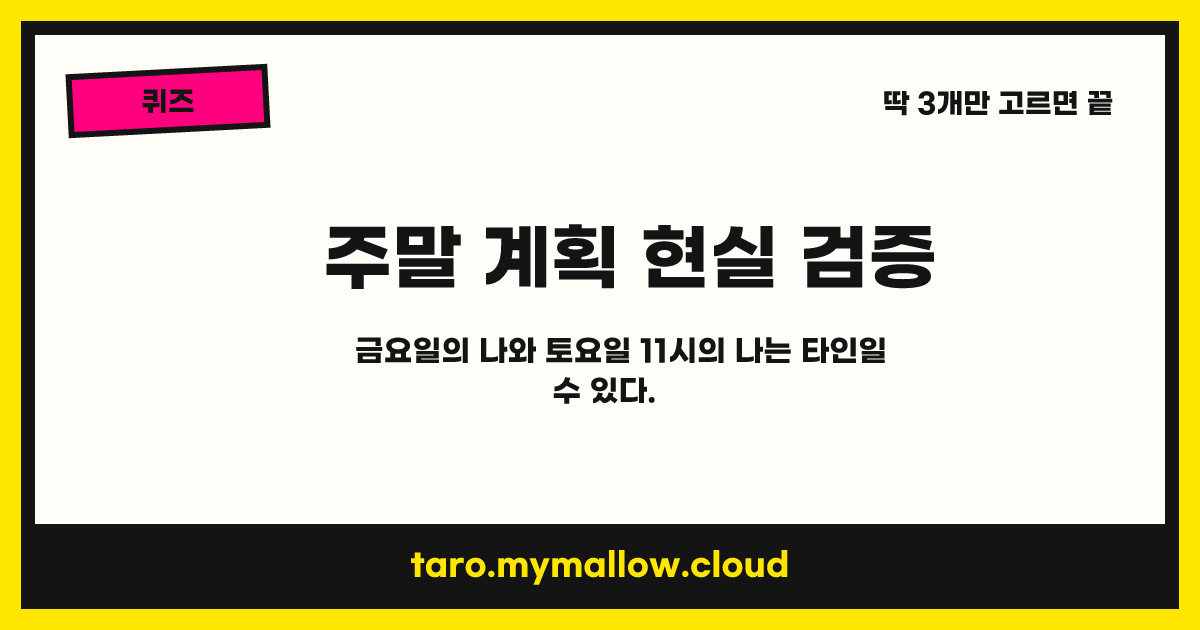 퀴즈
딱 3개만 고르면 끝
주말 계획 현실 검증
금요일의 나와 토요일 11시의 나는 타인일
수 있다.
taro.mymallow.cloud